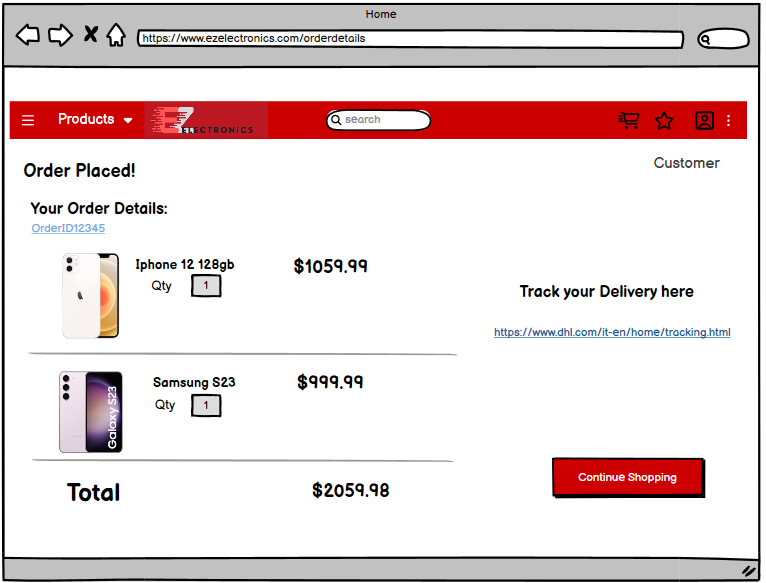 Home
https://www.ezelectronics.com/orderdetails
Products
EZ ELECTRONICS
search
Customer
Order Placed!
Your Order Details:
OrderID12345
Iphone 12 128gb
$1059.99
Qty 1
Track your Delivery here
https://www.dhl.com/it-en/home/tracking.html
Samsung S23
$999.99
Qty 1
Galaxy S23
Continue Shopping
Total
$2059.98